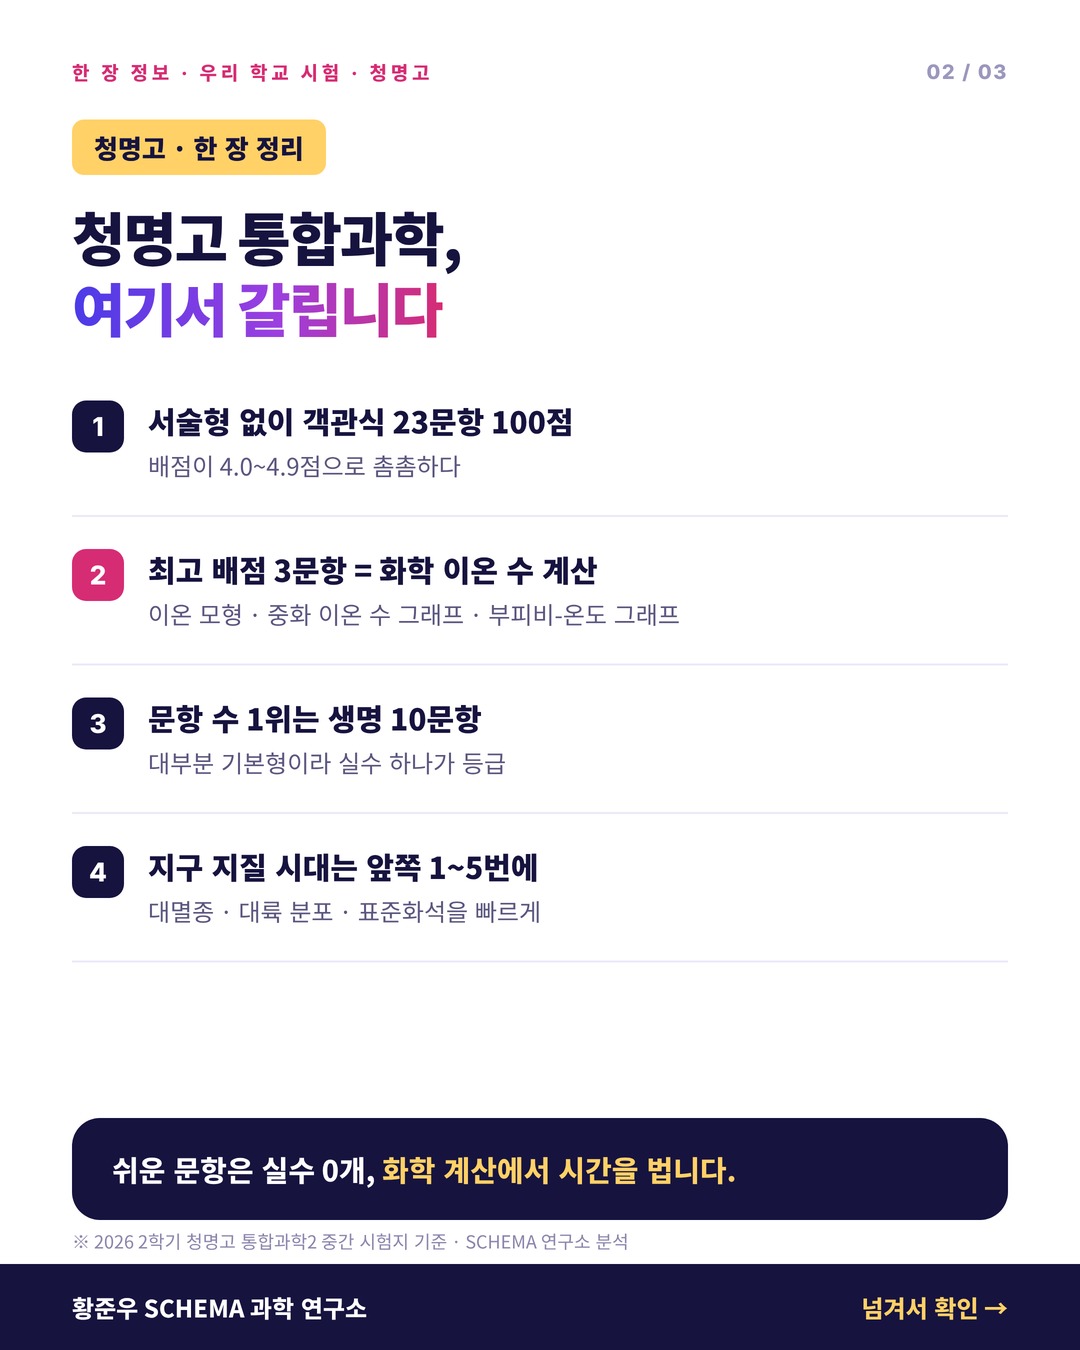 한 장 정보 · 우리 학교 시험 · 청명고
02 / 03
청명고 · 한 장 정리
청명고 통합과학,
여기서 갈립니다
1
서술형 없이 객관식 23문항 100점
배점이 4.0~4.9점으로 촘촘하다
2
최고 배점 3문항 = 화학 이온 수 계산
이온 모형 · 중화 이온 수 그래프 · 부피비-온도 그래프
3
문항 수 1위는 생명 10문항
대부분 기본형이라 실수 하나가 등급
4
지구 지질 시대는 앞쪽 1~5번에
대멸종 · 대륙 분포 · 표준화석을 빠르게
쉬운 문항은 실수 0개, 화학 계산에서 시간을 법니다.
※ 2026 2학기 청명고 통합과학2 중간 시험지 기준 · SCHEMA 연구소 분석
황준우 SCHEMA 과학 연구소
넘겨서 확인 →